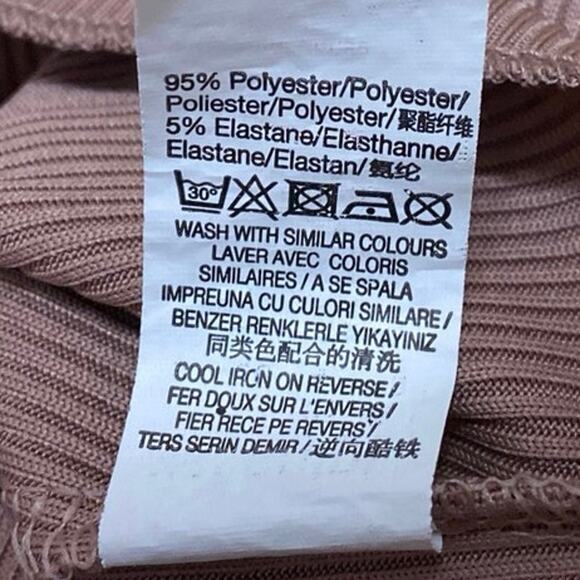 95% Polyester/Polyester/
Poliester/Polyester/聚酯纤维
5% Elastane/Elasthanne/
Elastane/Elastan/氨纶
30°
WASH WITH SIMILAR COLOURS
LAVER AVEC COLORIS
SIMILAIRES / A SE SPALA
IMPREUNA CU CULORI SIMILARE /
BENZER RENKLERLE YIKAYINIZ
同类色配合的清洗
COOL IRON ON REVERSE /
FER DOUX SUR L'ENVERS /
FIER RECE PE REVERS /
TERS SERIN DEMIR / 逆向酷铁